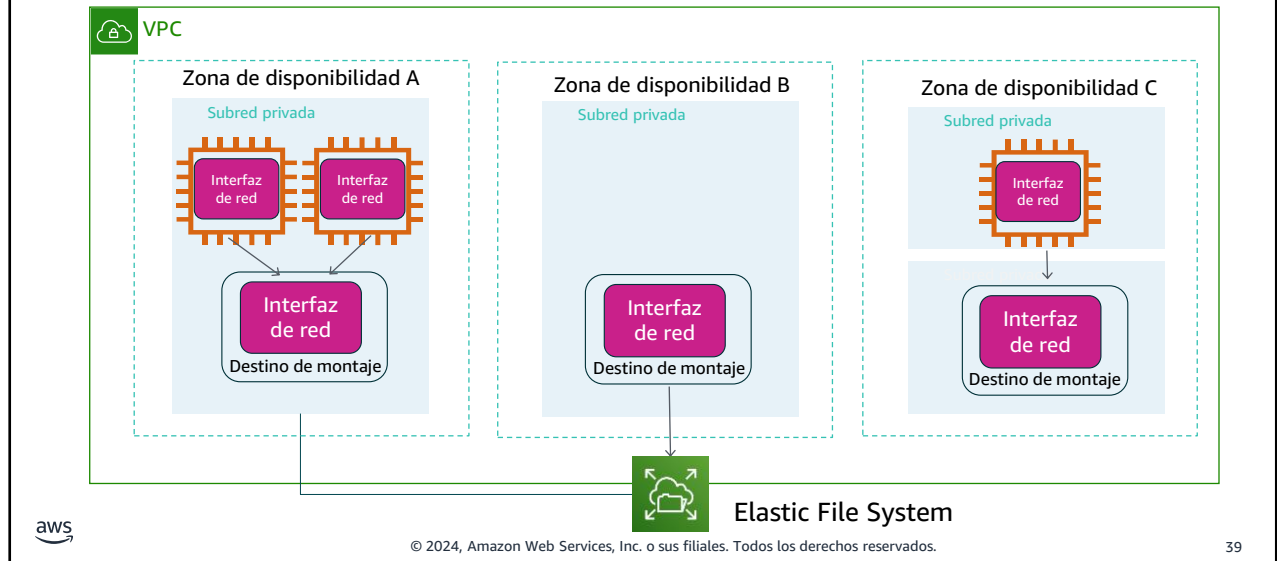 VPC
Zona de disponibilidad A
Subred privada
Interfaz
de red
Interfaz
de red
Interfaz
de red
Destino de montaje
Zona de disponibilidad B
Subred privada
Interfaz
de red
Destino de montaje
Zona de disponibilidad C
Subred privada
Interfaz
de red
Interfaz
de red
Destino de montaje
Elastic File System
aws
© 2024, Amazon Web Services, Inc. o sus filiales. Todos los derechos reservados.
39